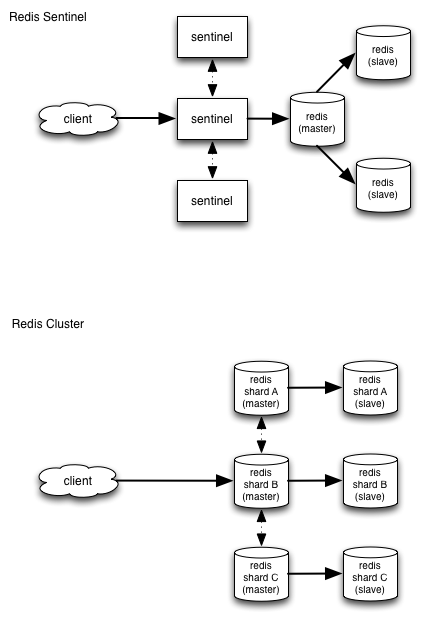 Redis Sentinel
sentinel
redis
(slave)
client
sentinel
redis
(master)
sentinel
redis
(slave)
Redis Cluster
redis
shard A
(master)
redis
shard A
(slave)
client
redis
shard B
(master)
redis
shard B
(slave)
redis
shard C
(master)
redis
shard C
(slave)